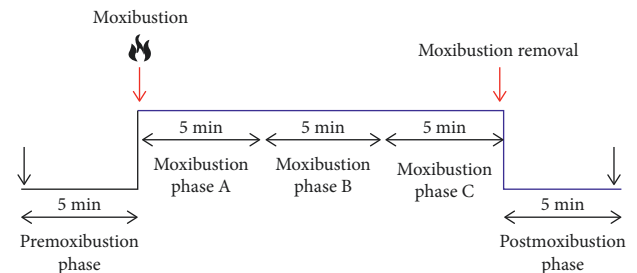 Moxibustion
Moxibustion removal
5 min
5 min
5 min
Moxibustion
phase A
Moxibustion
phase B
Moxibustion
phase C
5 min
5 min
Premoxibustion
phase
Postmoxibustion
phase